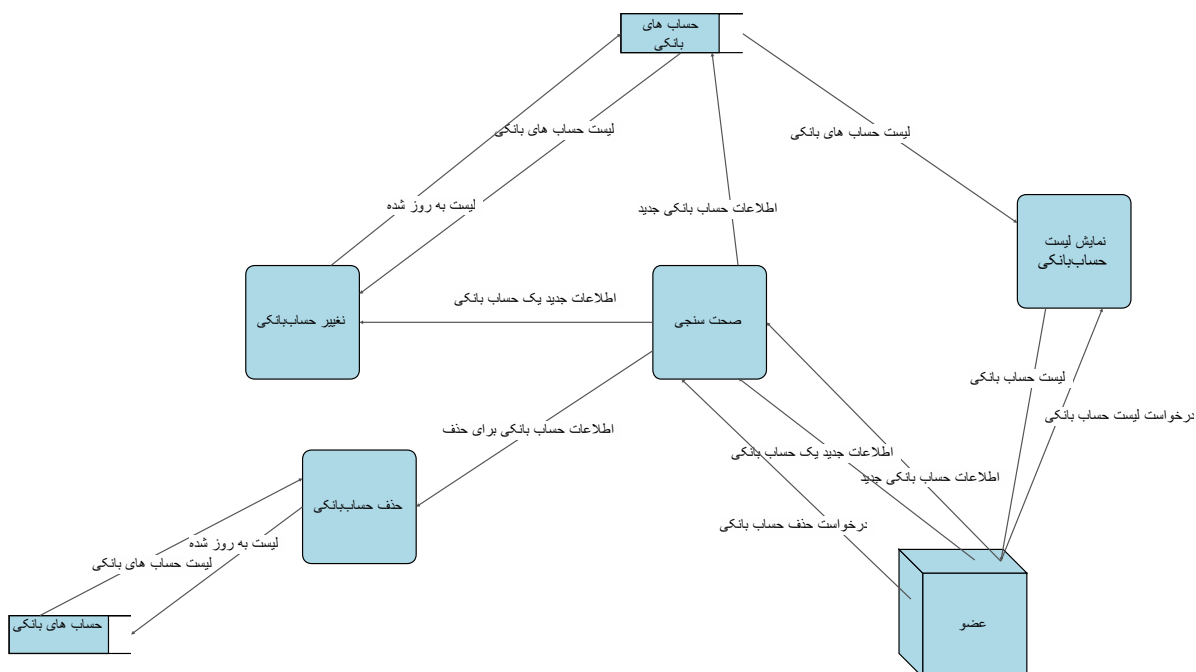 حساب های
بانکی
لیست حساب های بانکی
لیست حساب های بانکی
لیست به روز شده
اطلاعات حساب بانکی جدید
نمایش لیست
حساب‌بانکی
اطلاعات جدید یک حساب بانکی
تغییر حساب‌بانکی
صحت سنجی
لیست حساب بانکی
درخواست لیست حساب بانکی
اطلاعات حساب بانکی برای حذف
اطلاعات جدید یک حساب بانکی
اطلاعات حساب بانکی جدید
حذف حساب‌بانکی
درخواست حذف حساب بانکی
لیست به روز شده
لیست حساب های بانکی
حساب های بانکی
عضو